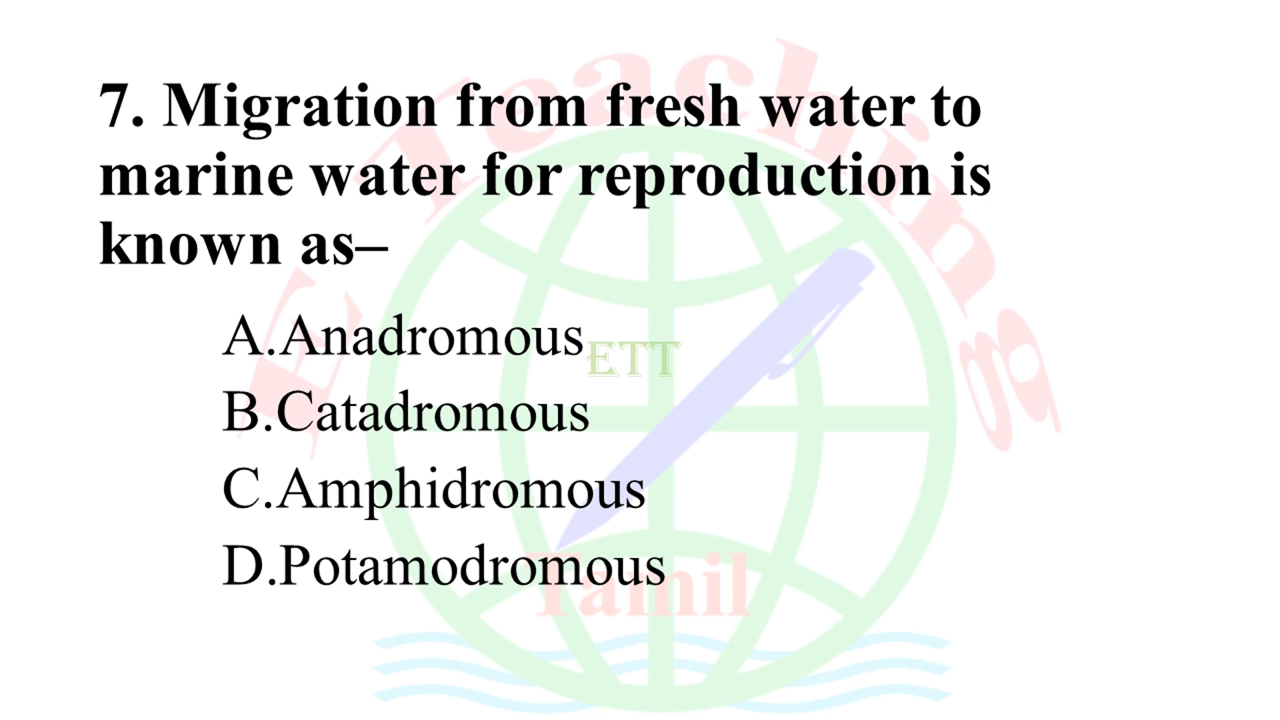 E Teaching
7. Migration from fresh water to
marine water for reproduction is
known as–
A.Anadromous
ETT
B.Catadromous
C.Amphidromous
D.Potamodromous
Tamil